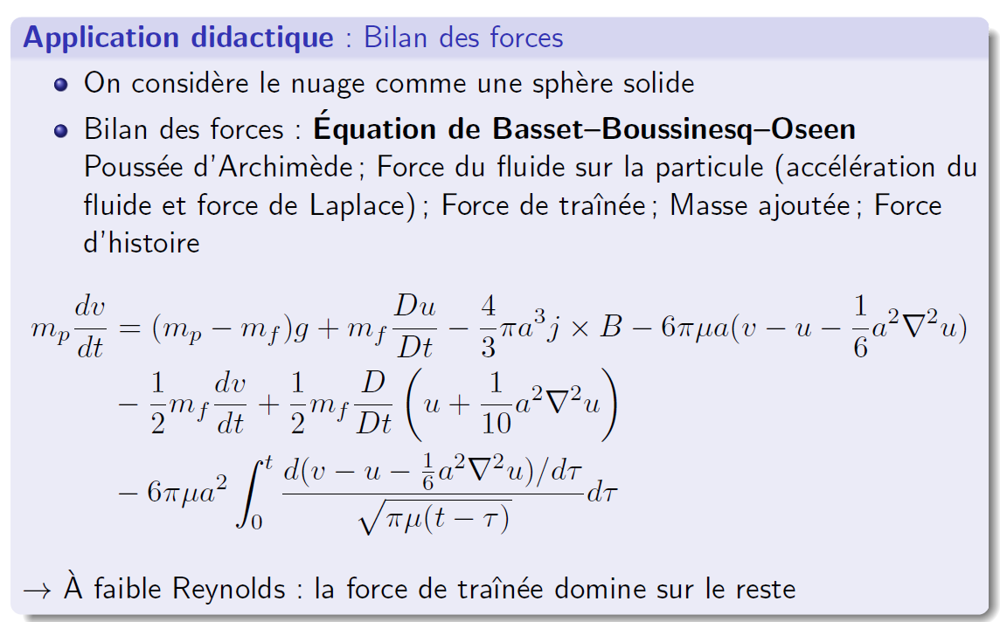 Application didactique : Bilan des forces
On considère le nuage comme une sphère solide
Bilan des forces : Équation de Basset–Boussinesq–Oseen
Poussée d'Archimède ; Force du fluide sur la particule (accélération du
fluide et force de Laplace) ; Force de traînée ; Masse ajoutée ; Force
d'histoire
$m_p \frac{dv}{dt} = (m_p - m_f)g + m_f \frac{Du}{Dt} - \frac{4}{3}\pi a^3 j \times B - 6\pi\mu a(v - u - \frac{1}{6}a^2\nabla^2 u)$
$- \frac{1}{2}m_f \frac{dv}{dt} + \frac{1}{2}m_f \frac{D}{Dt}\left(u + \frac{1}{10}a^2\nabla^2 u\right)$
$- 6\pi\mu a^2 \int_0^t \frac{d(v - u - \frac{1}{6}a^2\nabla^2 u)/d\tau}{\sqrt{\pi\mu(t - \tau)}} d\tau$
→ À faible Reynolds : la force de traînée domine sur le reste